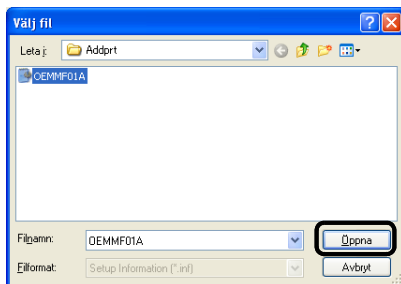 Välj fil
Leta i: Addprt
OEMMF01A
Filnamn: OEMMF01A Öppna
Filformat: Setup Information (*.inf) Avbryt